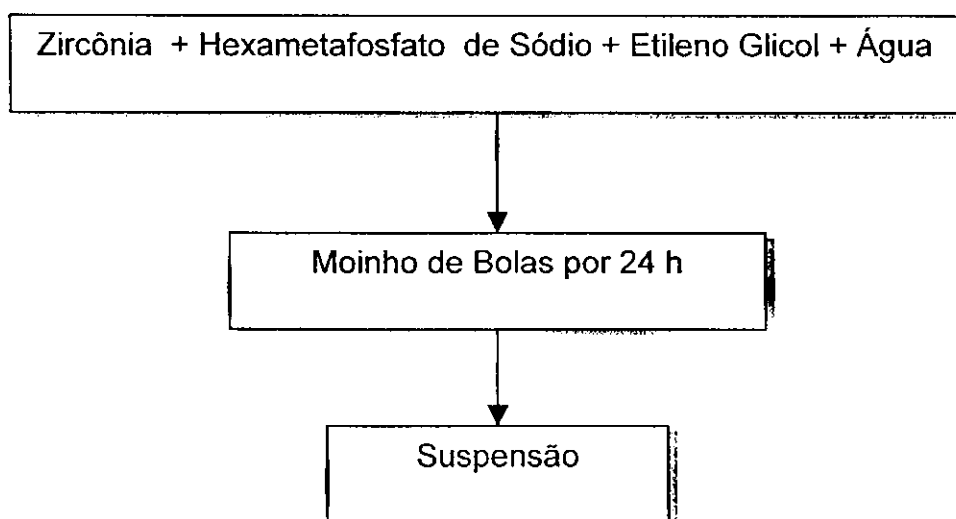 Zircônia + Hexametafosfato de Sódio + Etileno Glicol + Água
Moinho de Bolas por 24 h
Suspensão